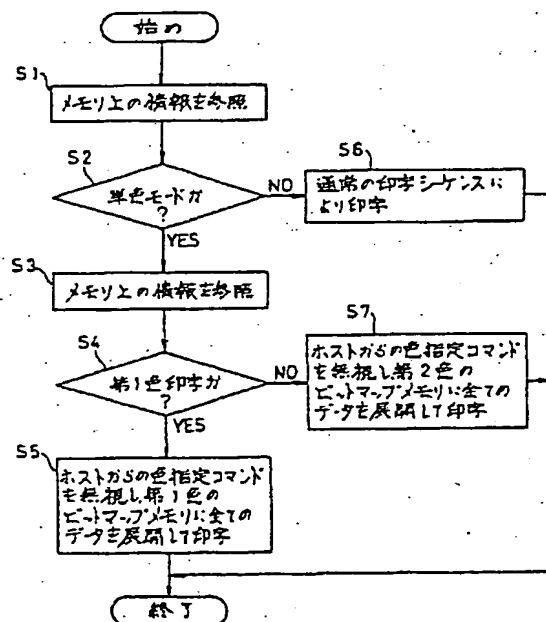 始め
S1
メモリ上の情報を参照
S2
単色モードか
?
NO
YES
S6
通常の印字シーケンスに
より印字
S3
メモリ上の情報を参照
S4
第1色印字か
?
NO
YES
S7
ホストからの色指定コマンド
を無視し第2色の
ビットマップメモリに全ての
データを展開して印字
S5
ホストからの色指定コマンド
を無視し第1色の
ビットマップメモリに全ての
データを展開して印字
終了